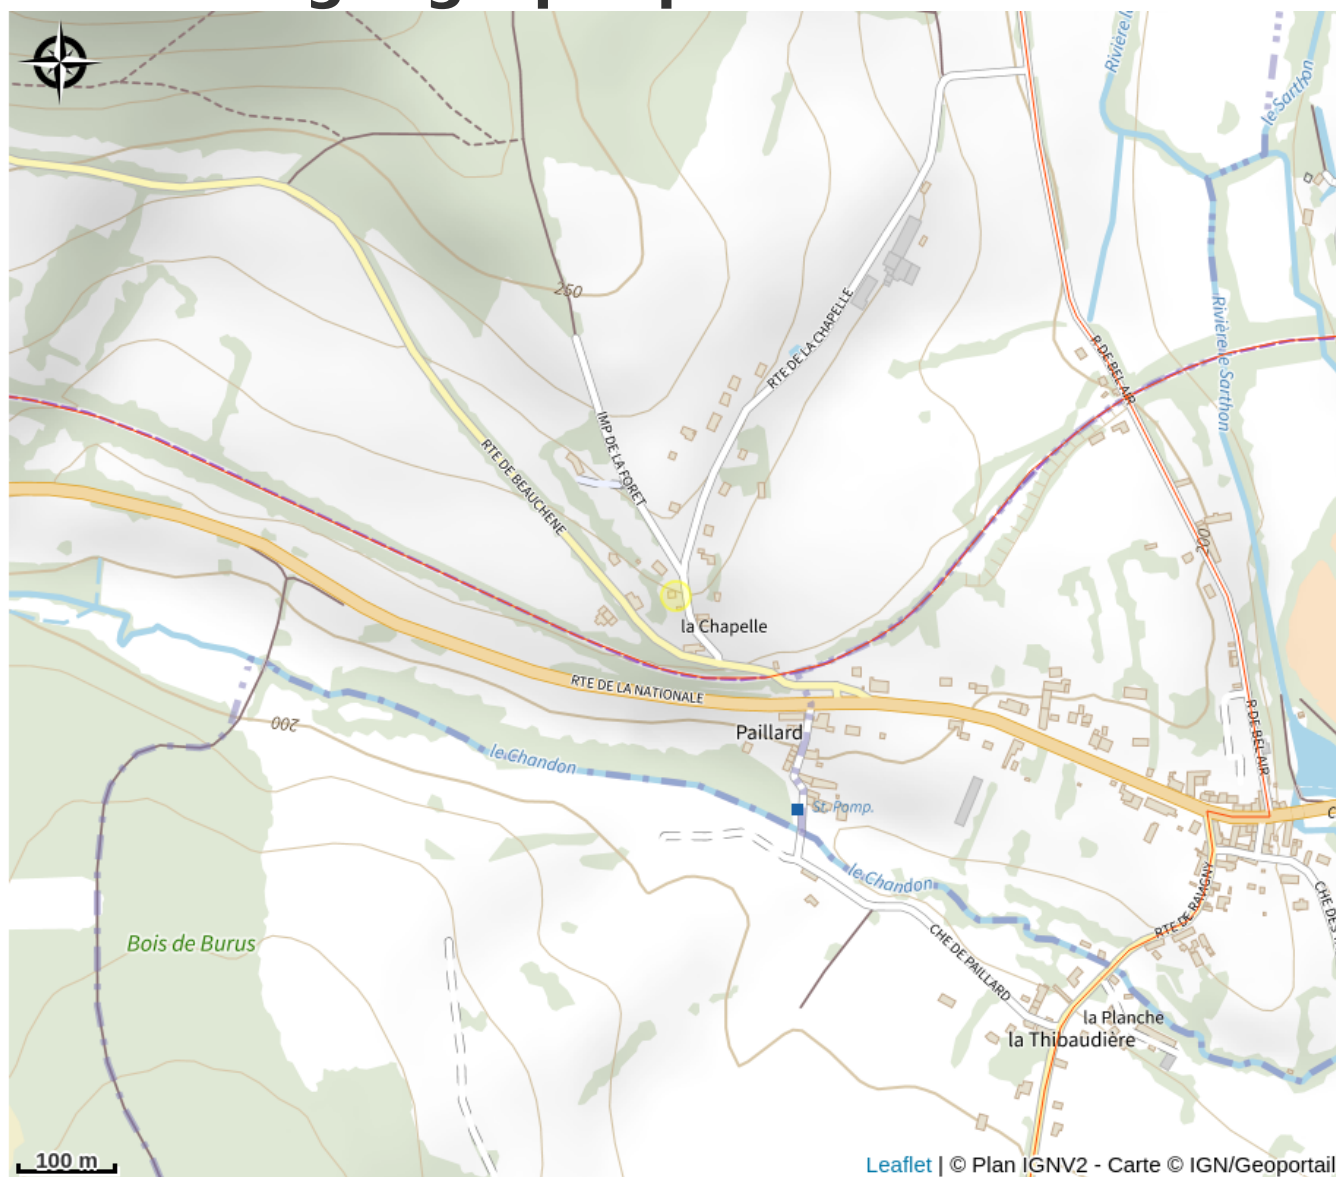 Rivière l
le Sarthon
250
RTE DE LA CHAPELLE
Rivière le Sarthon
R DE BEL AIR
IMP DE LA FORET
RTE DE BEAUCHENE
200
la Chapelle
RTE DE LA NATIONALE
R DE BEL AIR
200
Paillard
le Chandon
St. Pomp.
le Chandon
RTE DE RAVIGNY
CHE DES
Bois de Burus
CHE DE PAILLARD
la Planche
la Thibaudière
100 m
Leaflet | © Plan IGNV2 - Carte © IGN/Geoportail